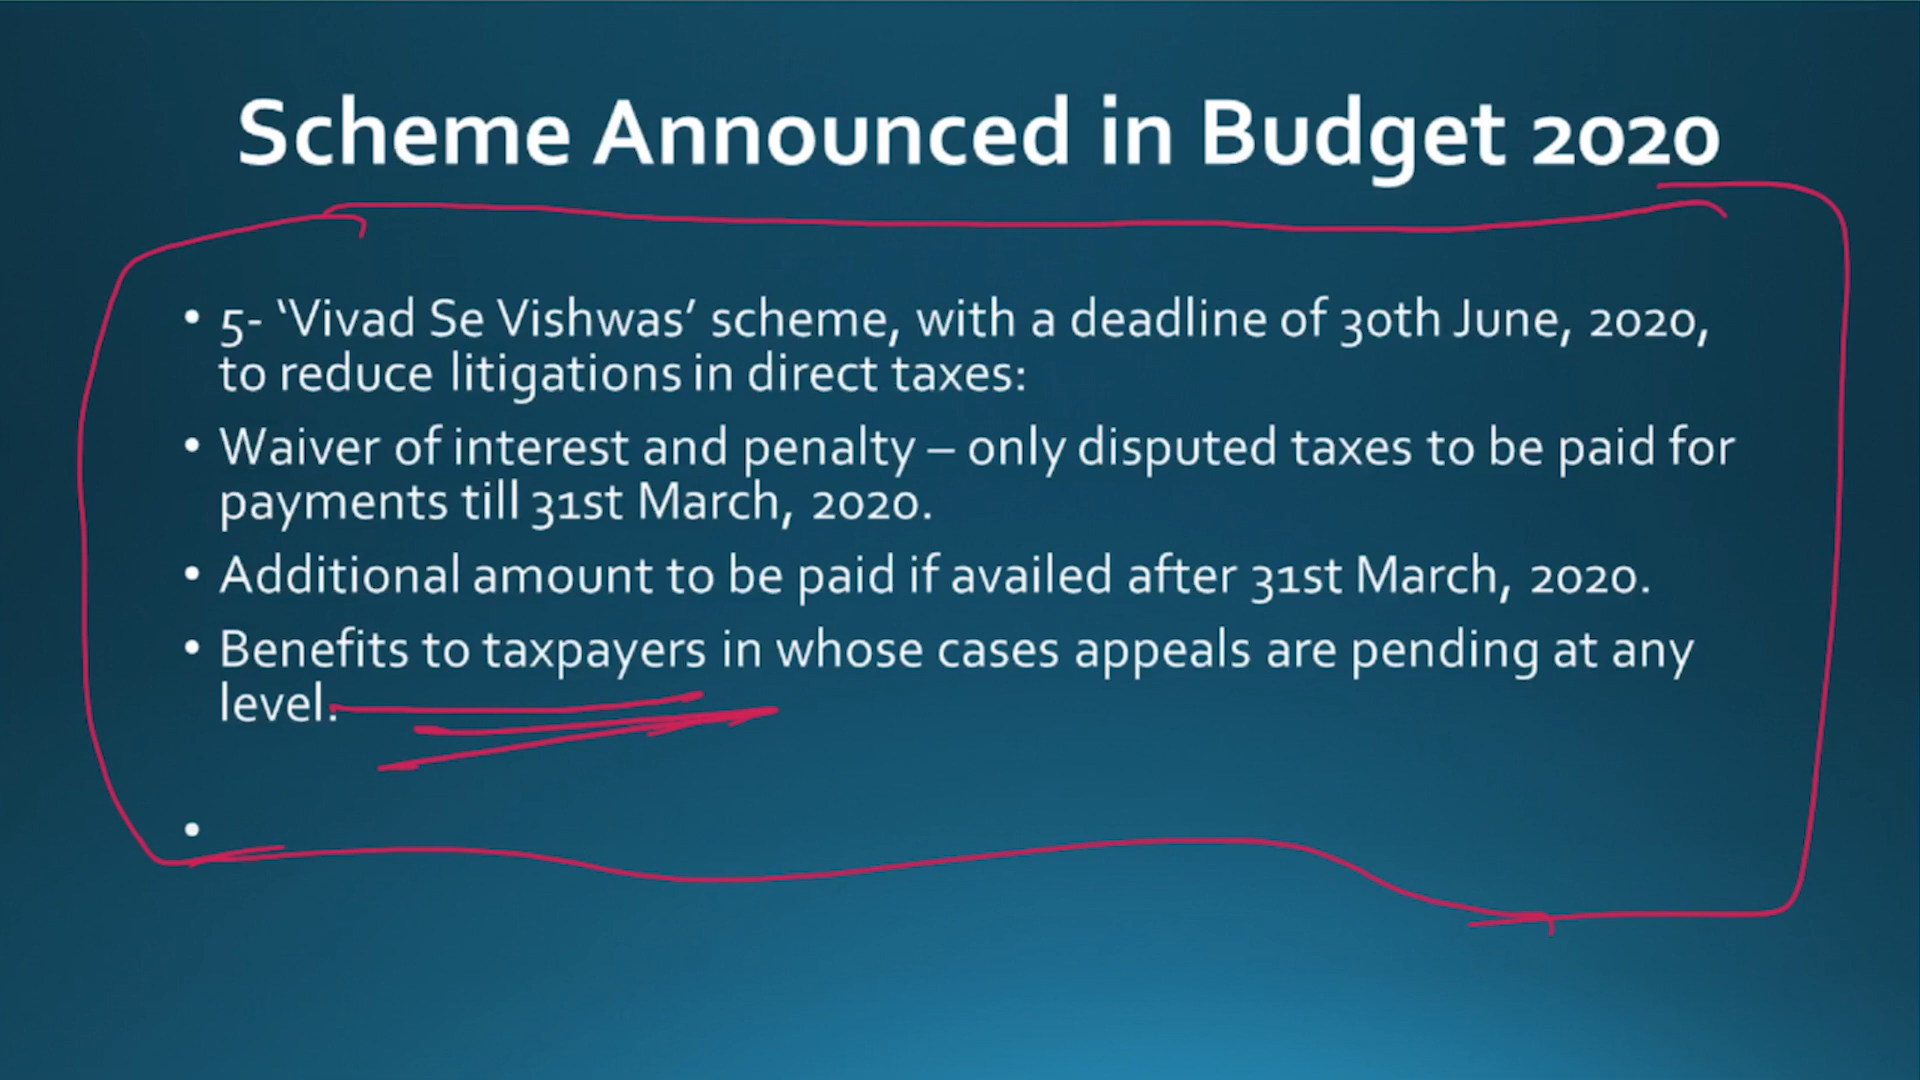 Scheme Announced in Budget 2020
• 5- ‘Vivad Se Vishwas’ scheme, with a deadline of 30th June, 2020,
to reduce litigations in direct taxes:
• Waiver of interest and penalty – only disputed taxes to be paid for
payments till 31st March, 2020.
• Additional amount to be paid if availed after 31st March, 2020.
• Benefits to taxpayers in whose cases appeals are pending at any
level.
•